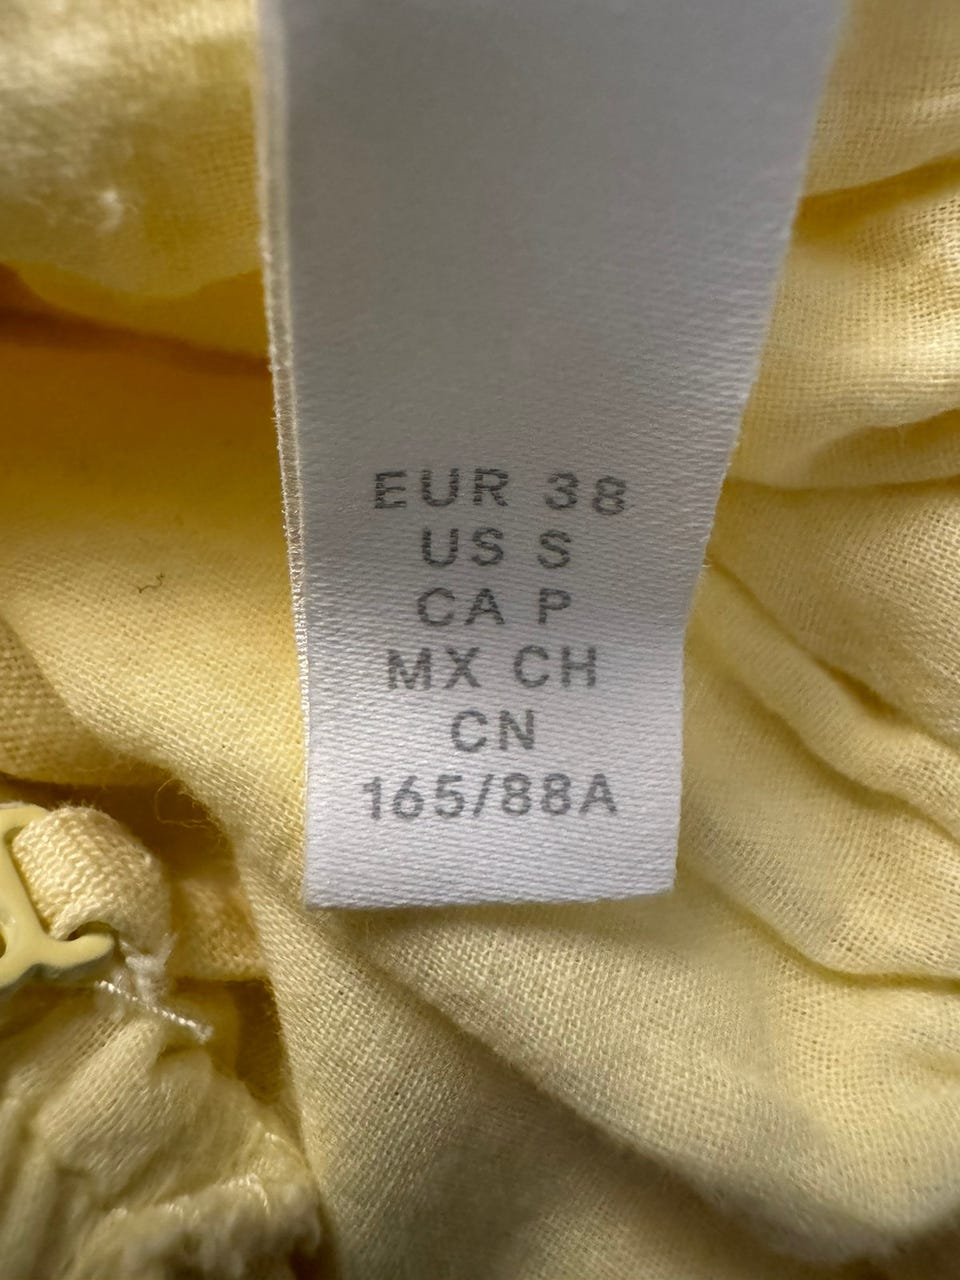 EUR 38
US S
CA P
MX CH
CN
165/88A